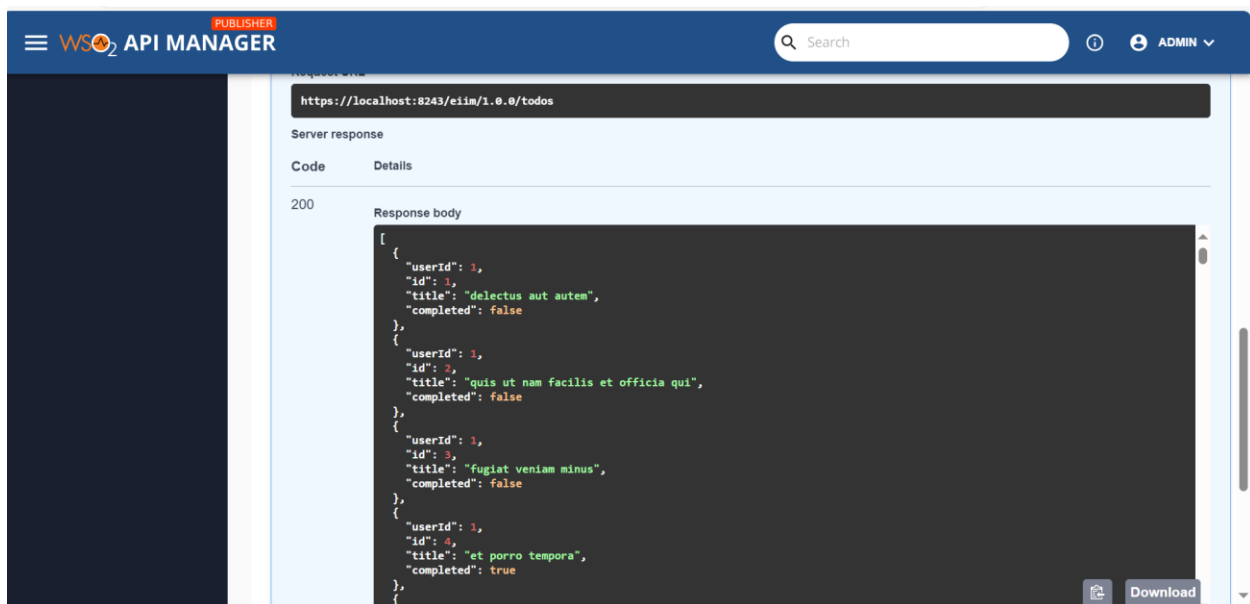 PUBLISHER
WSO2 API MANAGER
Search
ADMIN
Request URL
https://localhost:8243/eiim/1.0.0/todos
Server response
Code Details
200
Response body
[
{
"userId": 1,
"id": 1,
"title": "delectus aut autem",
"completed": false
},
{
"userId": 1,
"id": 2,
"title": "quis ut nam facilis et officia qui",
"completed": false
},
{
"userId": 1,
"id": 3,
"title": "fugiat veniam minus",
"completed": false
},
{
"userId": 1,
"id": 4,
"title": "et porro tempora",
"completed": true
},
{
Download